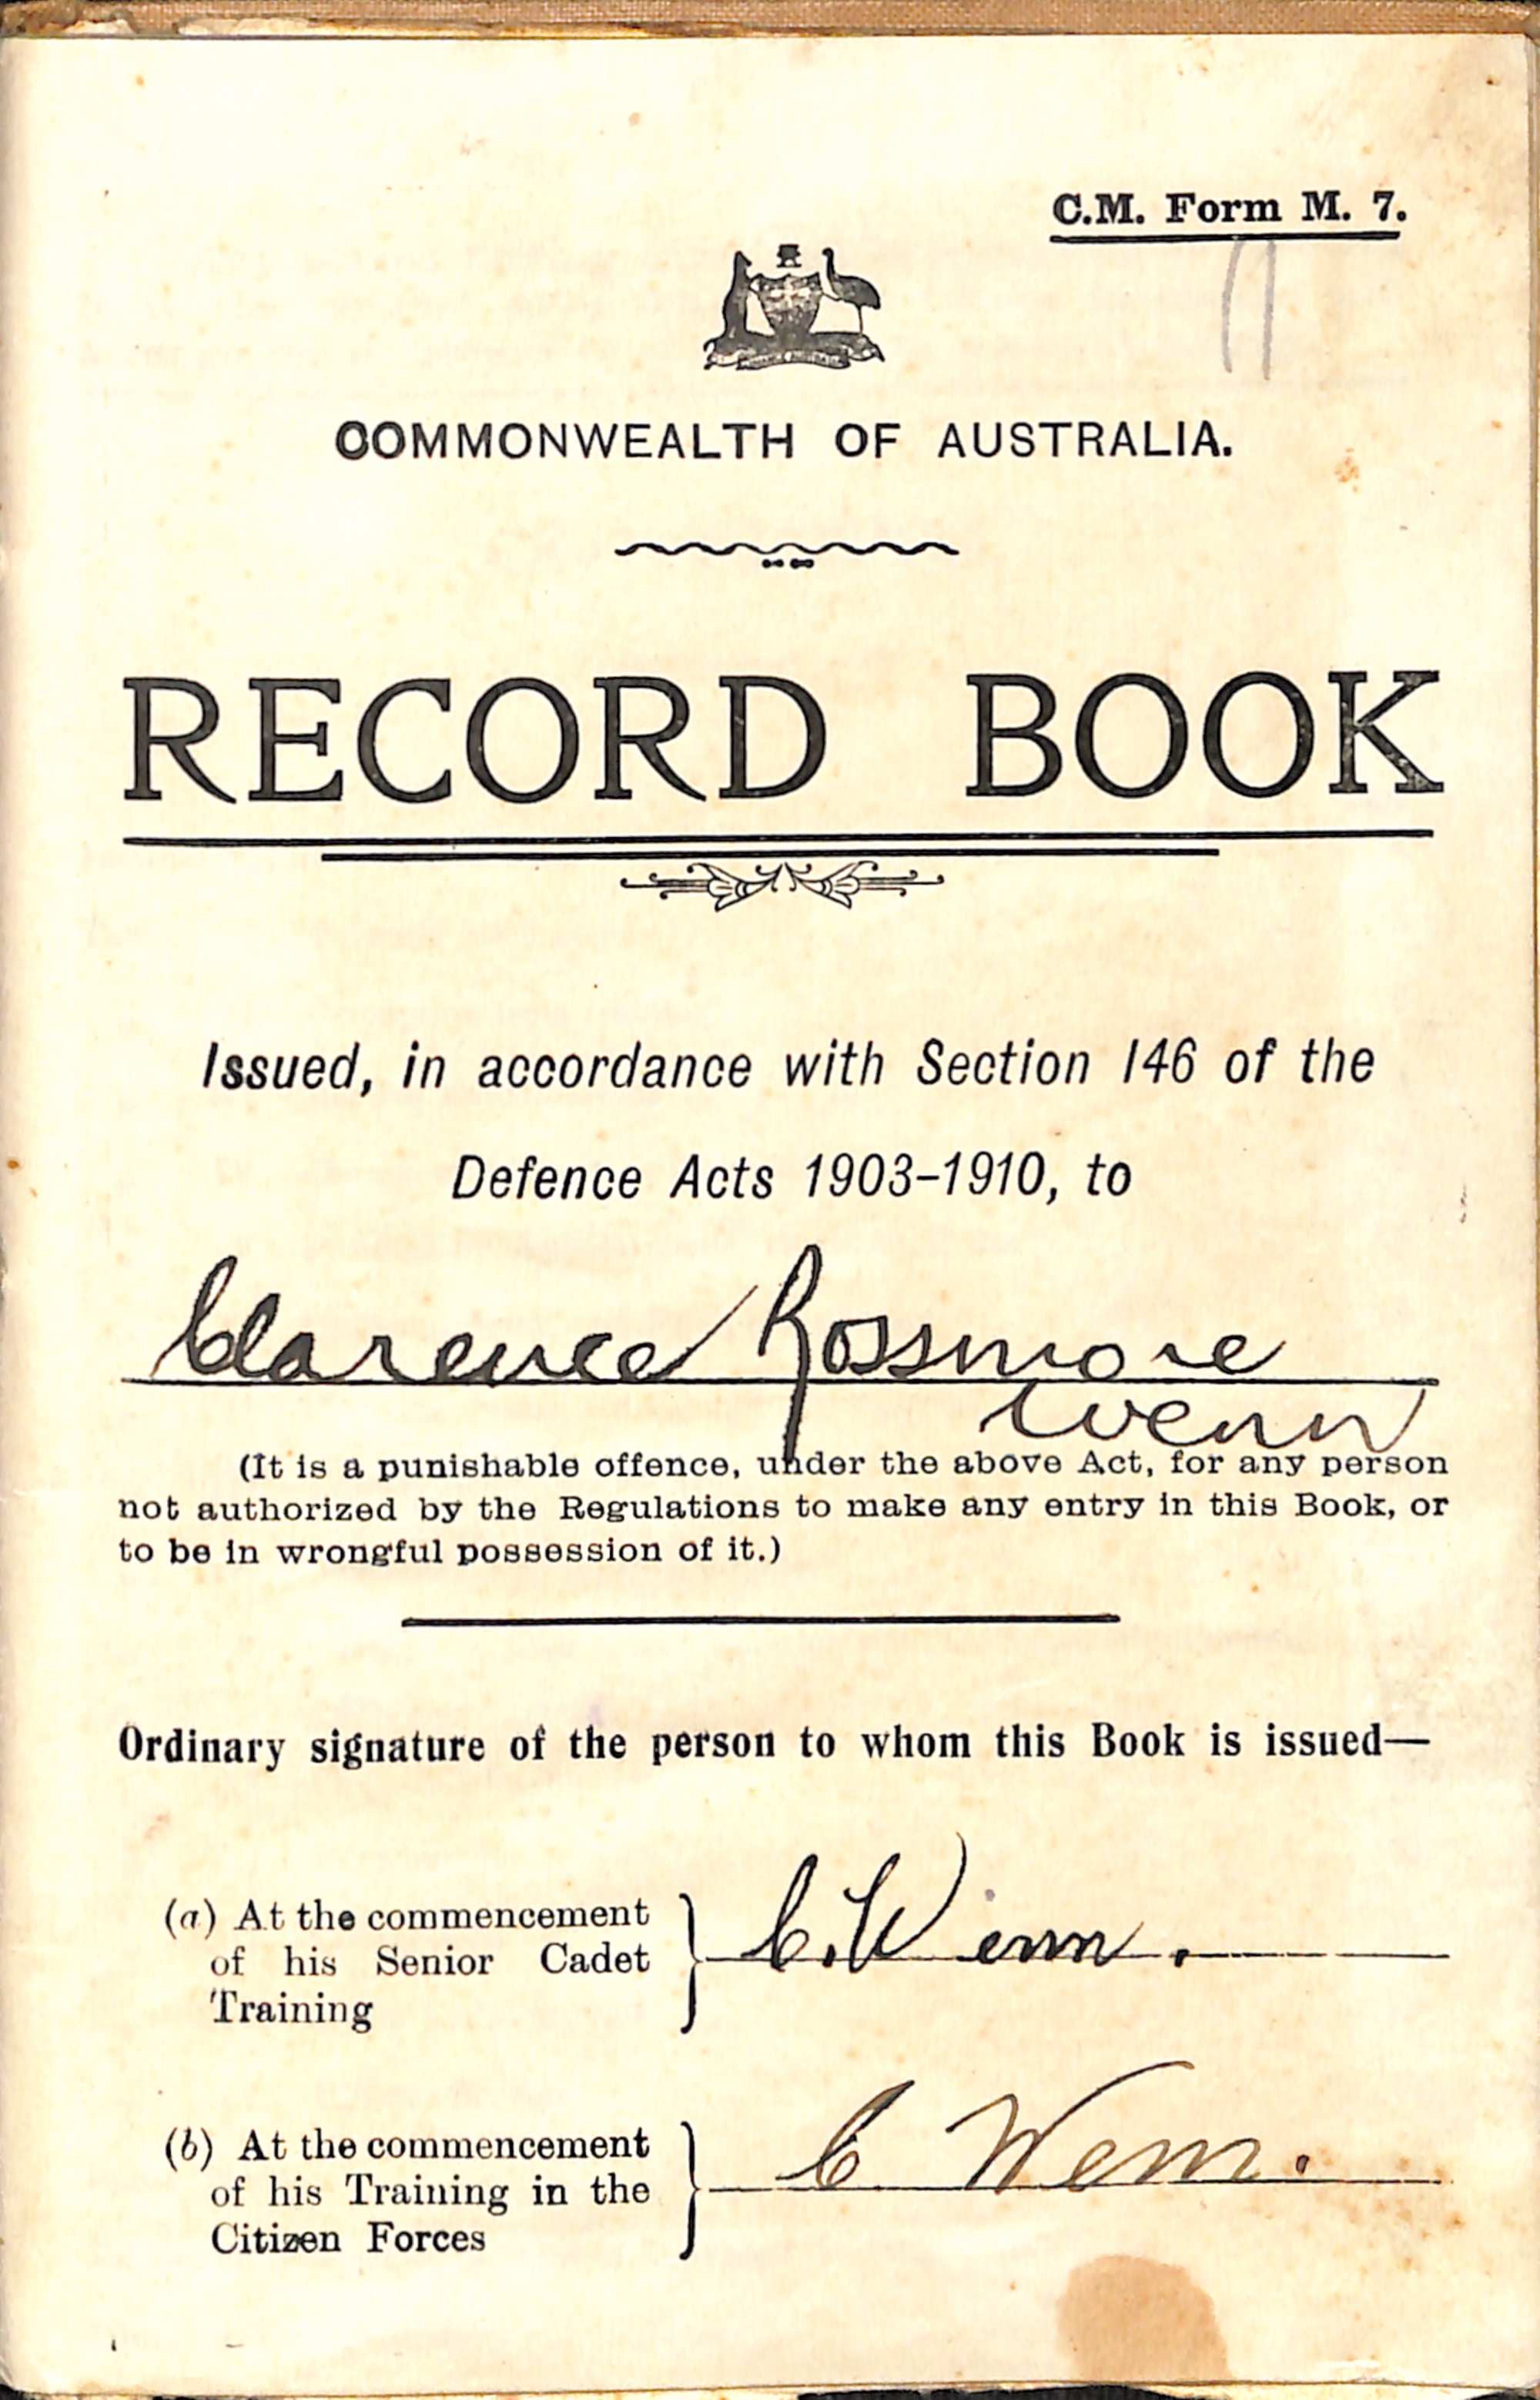 C.M. Form M. 7.
COMMONWEALTH OF AUSTRALIA.
RECORD BOOK
Issued, in accordance with Section 146 of the
Defence Acts 1903-1910, to
Clarence Rossmore
Wenn
(It is a punishable offence, under the above Act, for any person
not authorized by the Regulations to make any entry in this Book, or
to be in wrongful possession of it.)
Ordinary signature of the person to whom this Book is issued—
(a) At the commencement
of his Senior Cadet
Training
C. Wenn.
(b) At the commencement
of his Training in the
Citizen Forces
C Wenn.